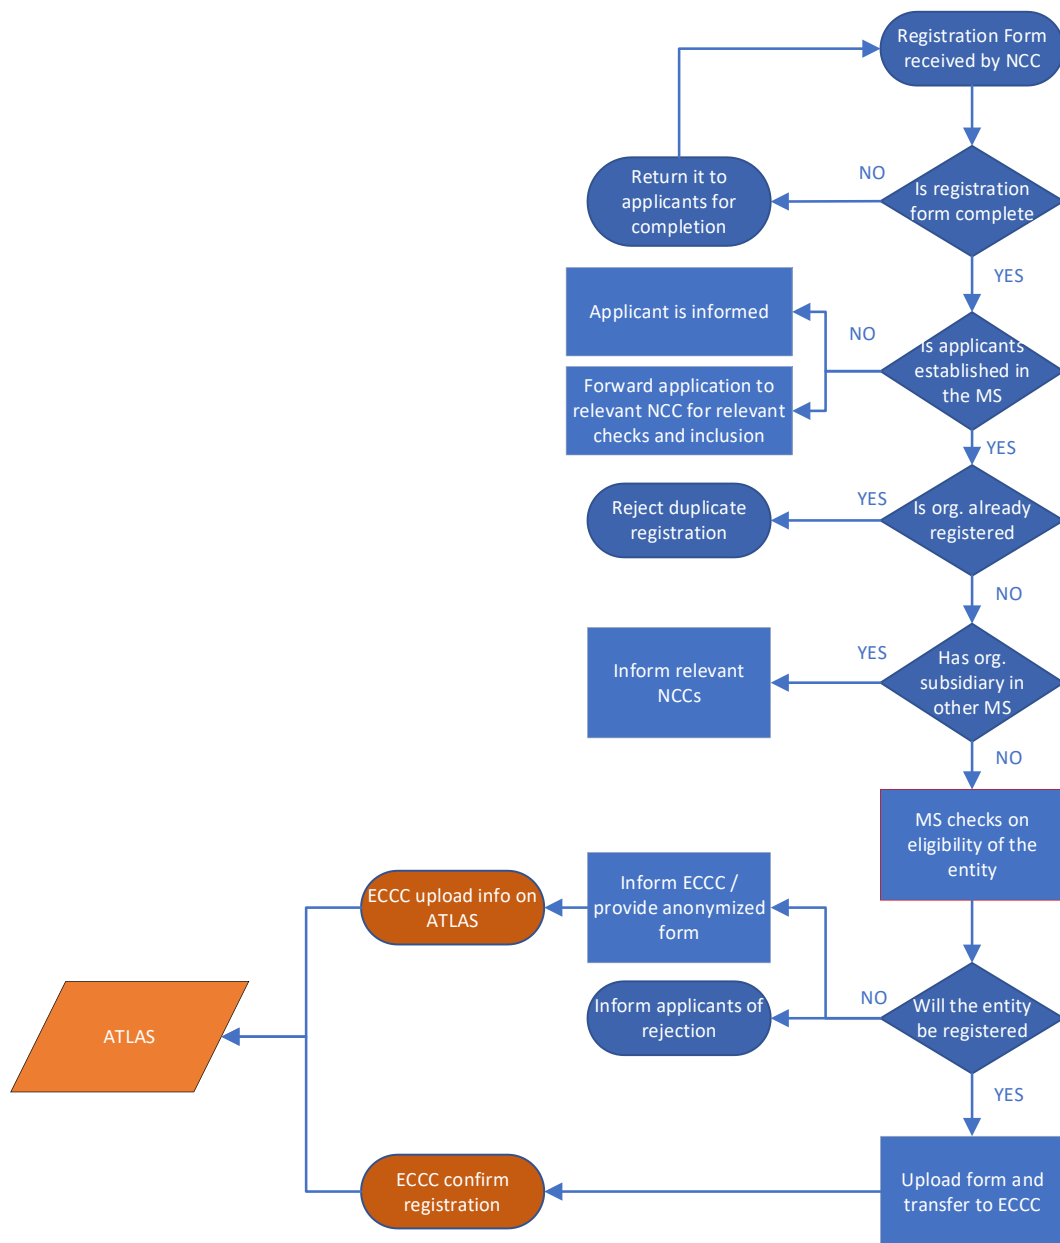 Registration Form
received by NCC
Return it to
applicants for
completion
NO
Is registration
form complete
YES
Applicant is informed
NO
Is applicants
established in
the MS
Forward application to
relevant NCC for relevant
checks and inclusion
YES
Reject duplicate
registration
YES
Is org. already
registered
NO
Inform relevant
NCCs
YES
Has org.
subsidiary in
other MS
NO
MS checks on
eligibility of the
entity
ECCC upload info on
ATLAS
Inform ECCC /
provide anonymized
form
ATLAS
Inform applicants of
rejection
NO
Will the entity
be registered
YES
ECCC confirm
registration
Upload form and
transfer to ECCC